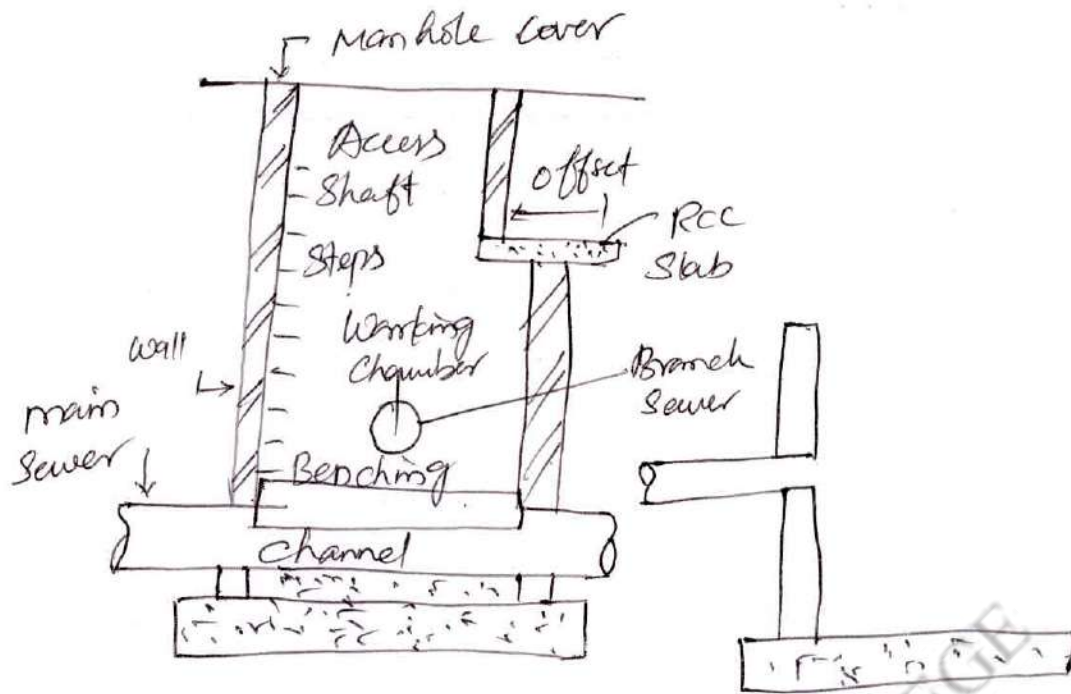 Manhole Cover
Access
Shaft
offset
RCC
Slab
Steps
Working
Chamber
wall
Branch
Sewer
main
Sewer
Benching
Channel